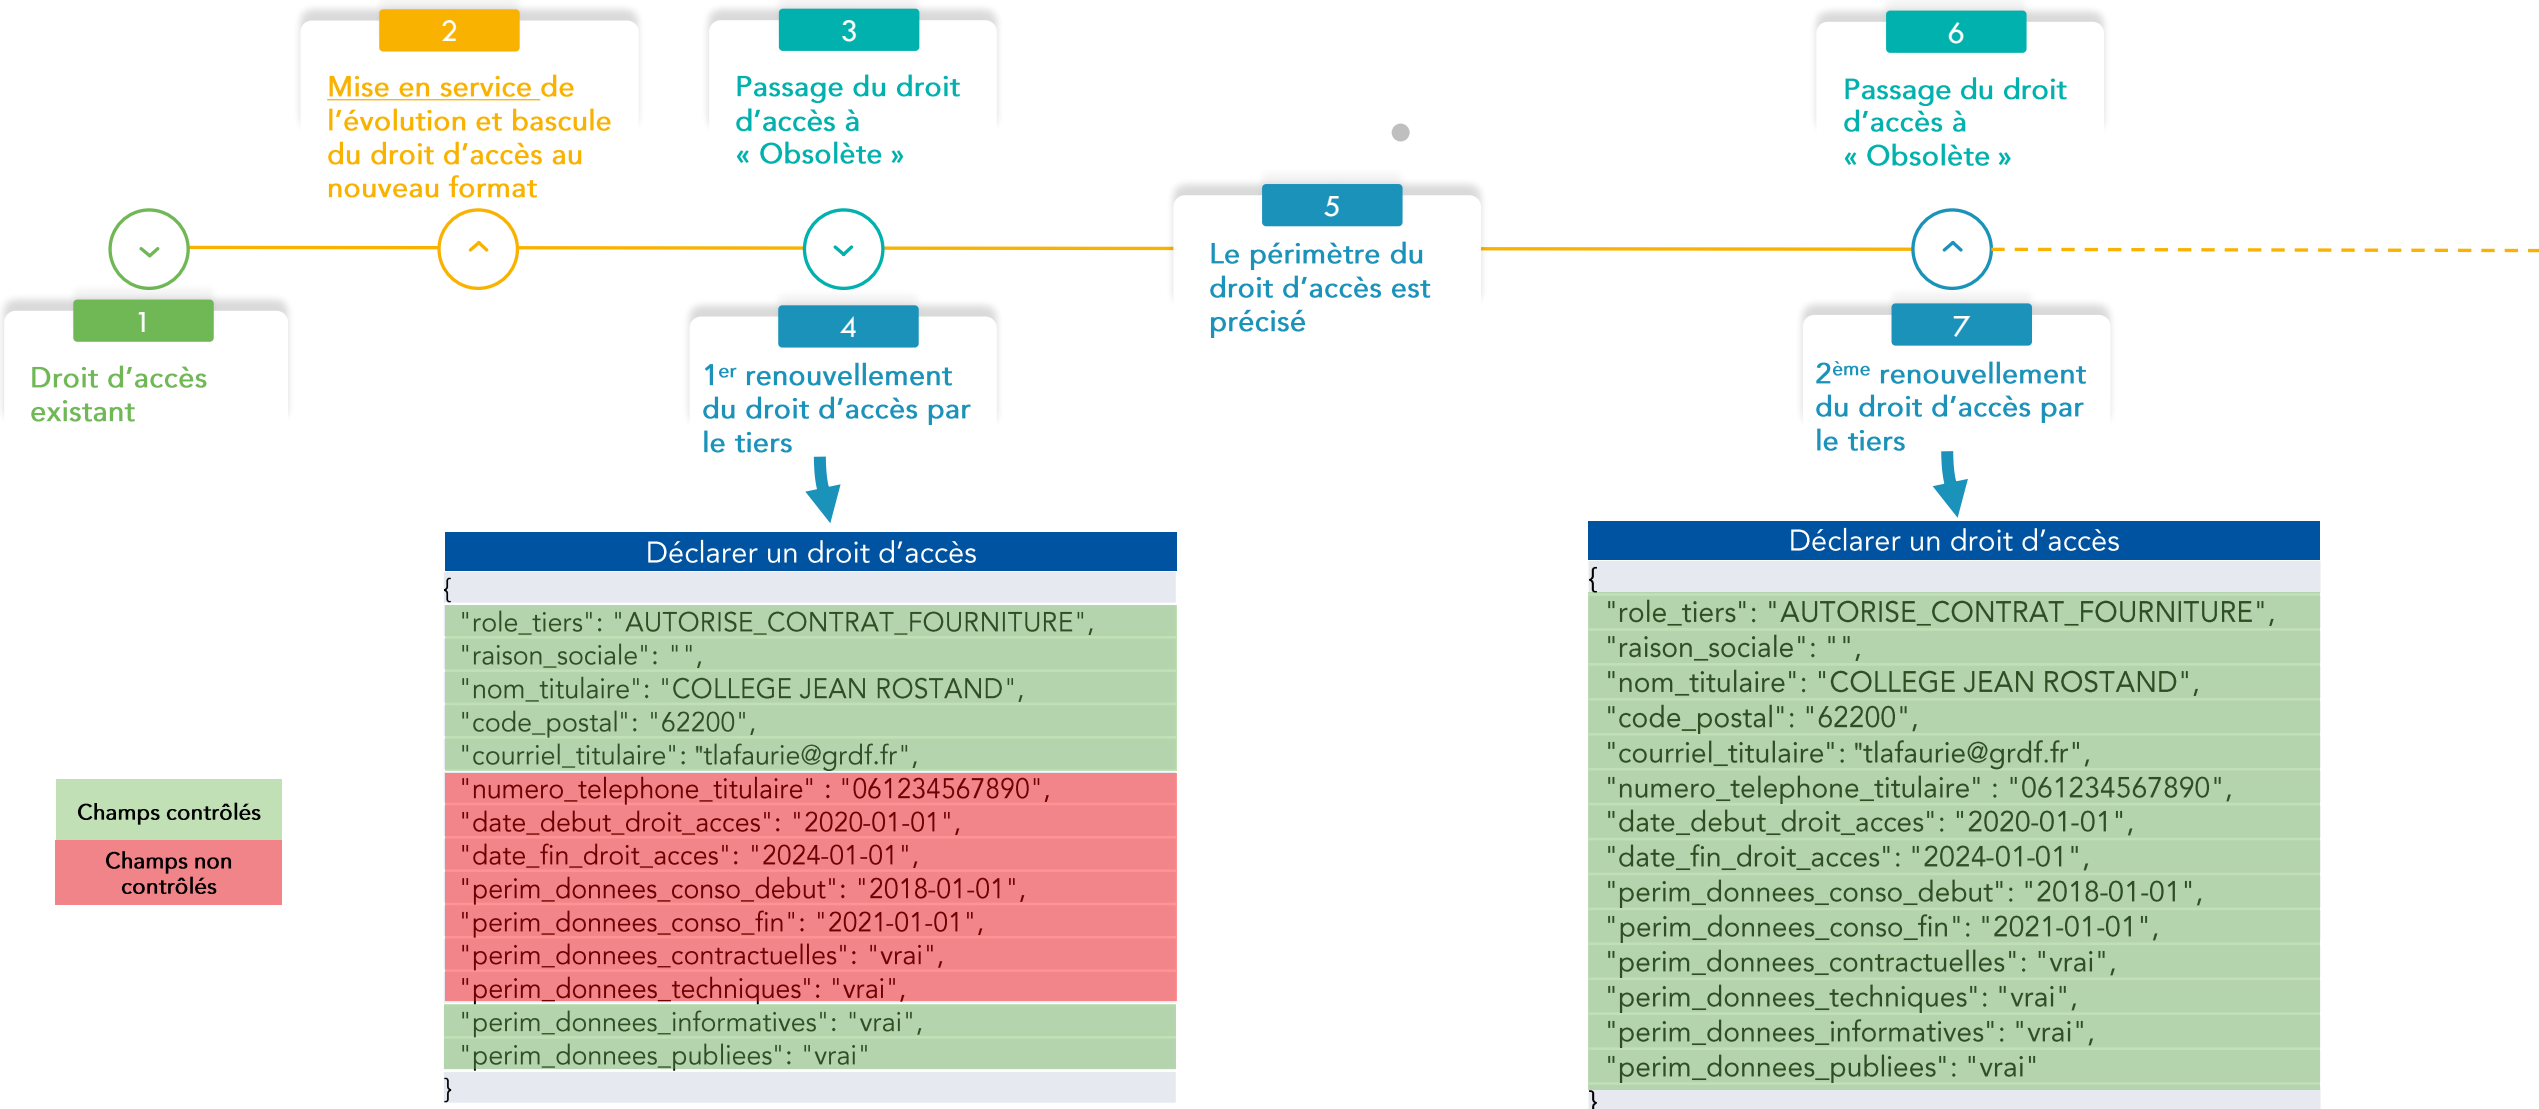 2
Mise en service de
l’évolution et bascule
du droit d’accès au
nouveau format
3
Passage du droit
d’accès à
« Obsolète »
6
Passage du droit
d’accès à
« Obsolète »
5
Le périmètre du
droit d’accès est
précisé
1
Droit d’accès
existant
4
1er renouvellement
du droit d’accès par
le tiers
7
2ème renouvellement
du droit d’accès par
le tiers
Déclarer un droit d’accès
{
"role_tiers": "AUTORISE_CONTRAT_FOURNITURE",
"raison_sociale": "",
"nom_titulaire": "COLLEGE JEAN ROSTAND",
"code_postal": "62200",
"courriel_titulaire": "tlafaurie@grdf.fr",
"numero_telephone_titulaire" : "061234567890",
"date_debut_droit_acces": "2020-01-01",
"date_fin_droit_acces": "2024-01-01",
"perim_donnees_conso_debut": "2018-01-01",
"perim_donnees_conso_fin": "2021-01-01",
"perim_donnees_contractuelles": "vrai",
"perim_donnees_techniques": "vrai",
"perim_donnees_informatives": "vrai",
"perim_donnees_publiees": "vrai"
}
Déclarer un droit d’accès
{
"role_tiers": "AUTORISE_CONTRAT_FOURNITURE",
"raison_sociale": "",
"nom_titulaire": "COLLEGE JEAN ROSTAND",
"code_postal": "62200",
"courriel_titulaire": "tlafaurie@grdf.fr",
"numero_telephone_titulaire" : "061234567890",
"date_debut_droit_acces": "2020-01-01",
"date_fin_droit_acces": "2024-01-01",
"perim_donnees_conso_debut": "2018-01-01",
"perim_donnees_conso_fin": "2021-01-01",
"perim_donnees_contractuelles": "vrai",
"perim_donnees_techniques": "vrai",
"perim_donnees_informatives": "vrai",
"perim_donnees_publiees": "vrai"
}
Champs contrôlés
Champs non
contrôlés